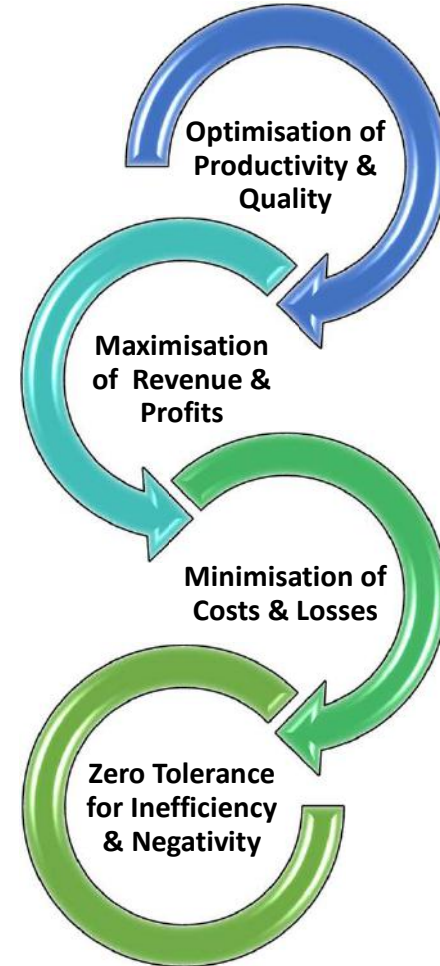 Optimisation of
Productivity &
Quality
Maximisation
of Revenue &
Profits
Minimisation of
Costs & Losses
Zero Tolerance
for Inefficiency
& Negativity